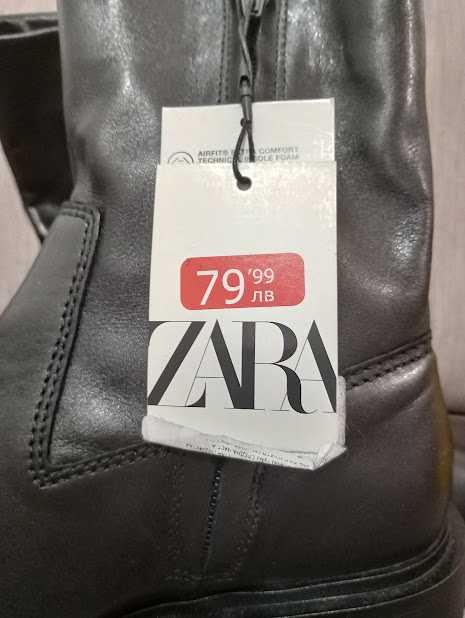 AIRFIT® EXTRA COMFORT
TECHNICAL INSOLE FOAM
79'99
ЛВ
ZARA